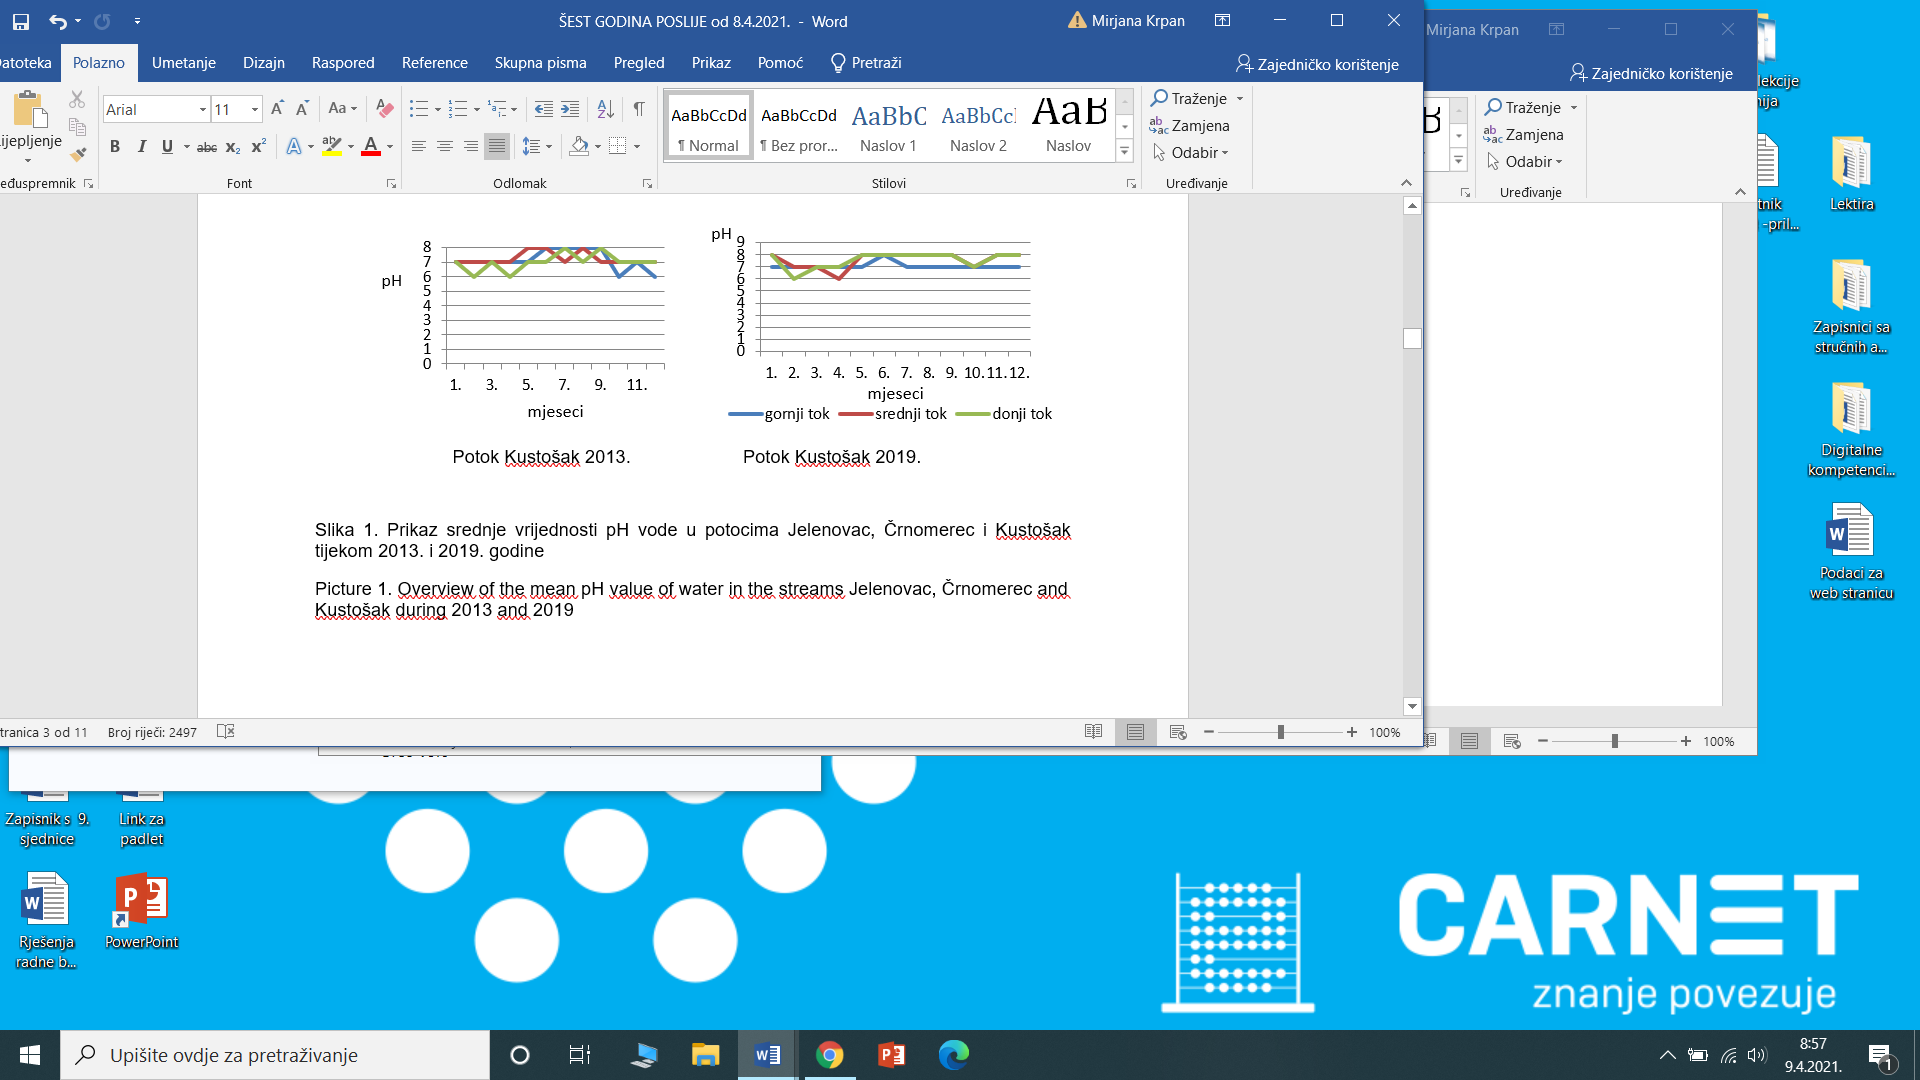 ŠEST GODINA POSLIJE od 8.4.2021. - Word
Mirjana Krpan
Mirjana Krpan
Polazno Umetanje Dizajn Raspored Reference Skupna pisma Pregled Prikaz Pomoć Pretraži
Zajedničko korištenje
Zajedničko korištenje
Arial 11
AaBbCcDd AaBbCcDd AaBbC AaBbCc AaB
¶ Normal ¶ Bez pror... Naslov 1 Naslov 2 Naslov
Traženje
Zamjena
Odabir
Traženje
Zamjena
Odabir
Font Odlomak Stilovi Uređivanje
Uređivanje
pH
8
7
6
5
4
3
2
1
0
1. 3. 5. 7. 9. 11.
mjeseci
pH
9
8
7
6
5
4
3
2
1
0
1. 2. 3. 4. 5. 6. 7. 8. 9. 10. 11. 12.
mjeseci
gornji tok srednji tok donji tok
Potok Kustošak 2013. Potok Kustošak 2019.
Slika 1. Prikaz srednje vrijednosti pH vode u potocima Jelenovac, Črnomerec i Kustošak
tijekom 2013. i 2019. godine
Picture 1. Overview of the mean pH value of water in the streams Jelenovac, Črnomerec and
Kustošak during 2013 and 2019
3 od 11 Broj riječi: 2497
100%
100%
Lektira
Zapisnici sa
stručnih a...
Digitalne
kompetenci...
Podaci za
web stranicu
Zapisnik s 9.
sjednice
Link za
padlet
Rješenja
radne b...
PowerPoint
CARNET
znanje povezuje
Upišite ovdje za pretraživanje
8:57
9.4.2021.
1